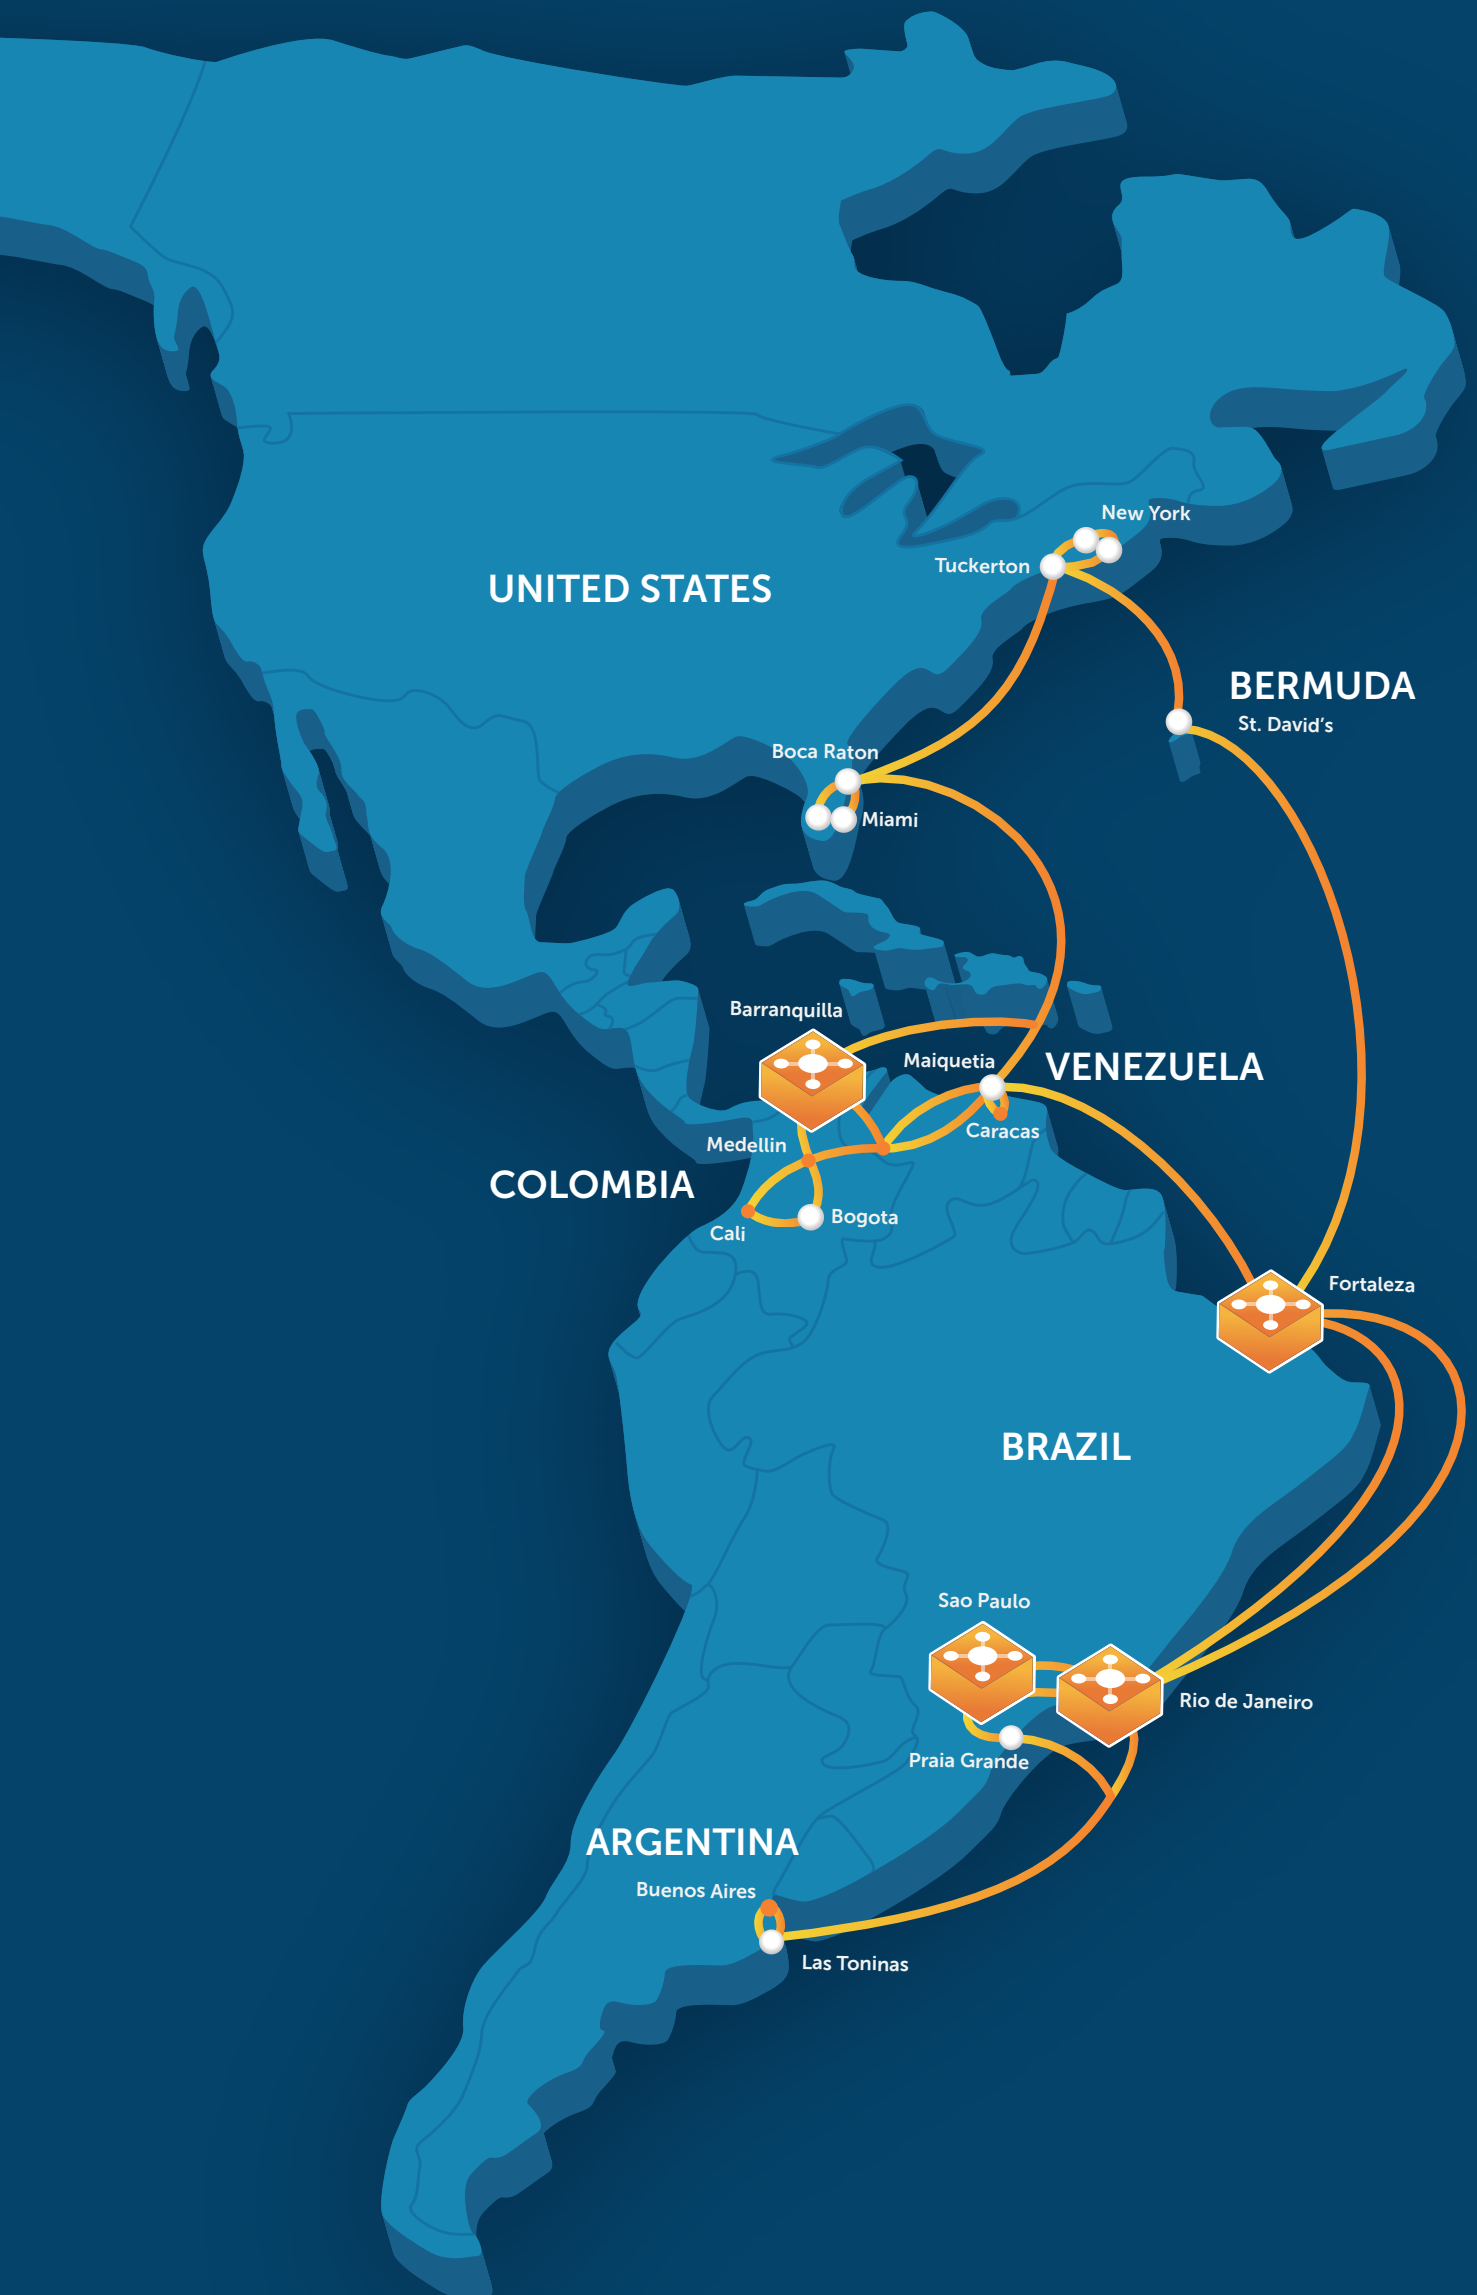 New York
Tuckerton
UNITED STATES
BERMUDA
St. David's
Boca Raton
Miami
Barranquilla
Maiquetia
VENEZUELA
Caracas
Medellin
COLOMBIA
Bogota
Cali
Fortaleza
BRAZIL
Sao Paulo
Rio de Janeiro
Praia Grande
ARGENTINA
Buenos Aires
Las Toninas